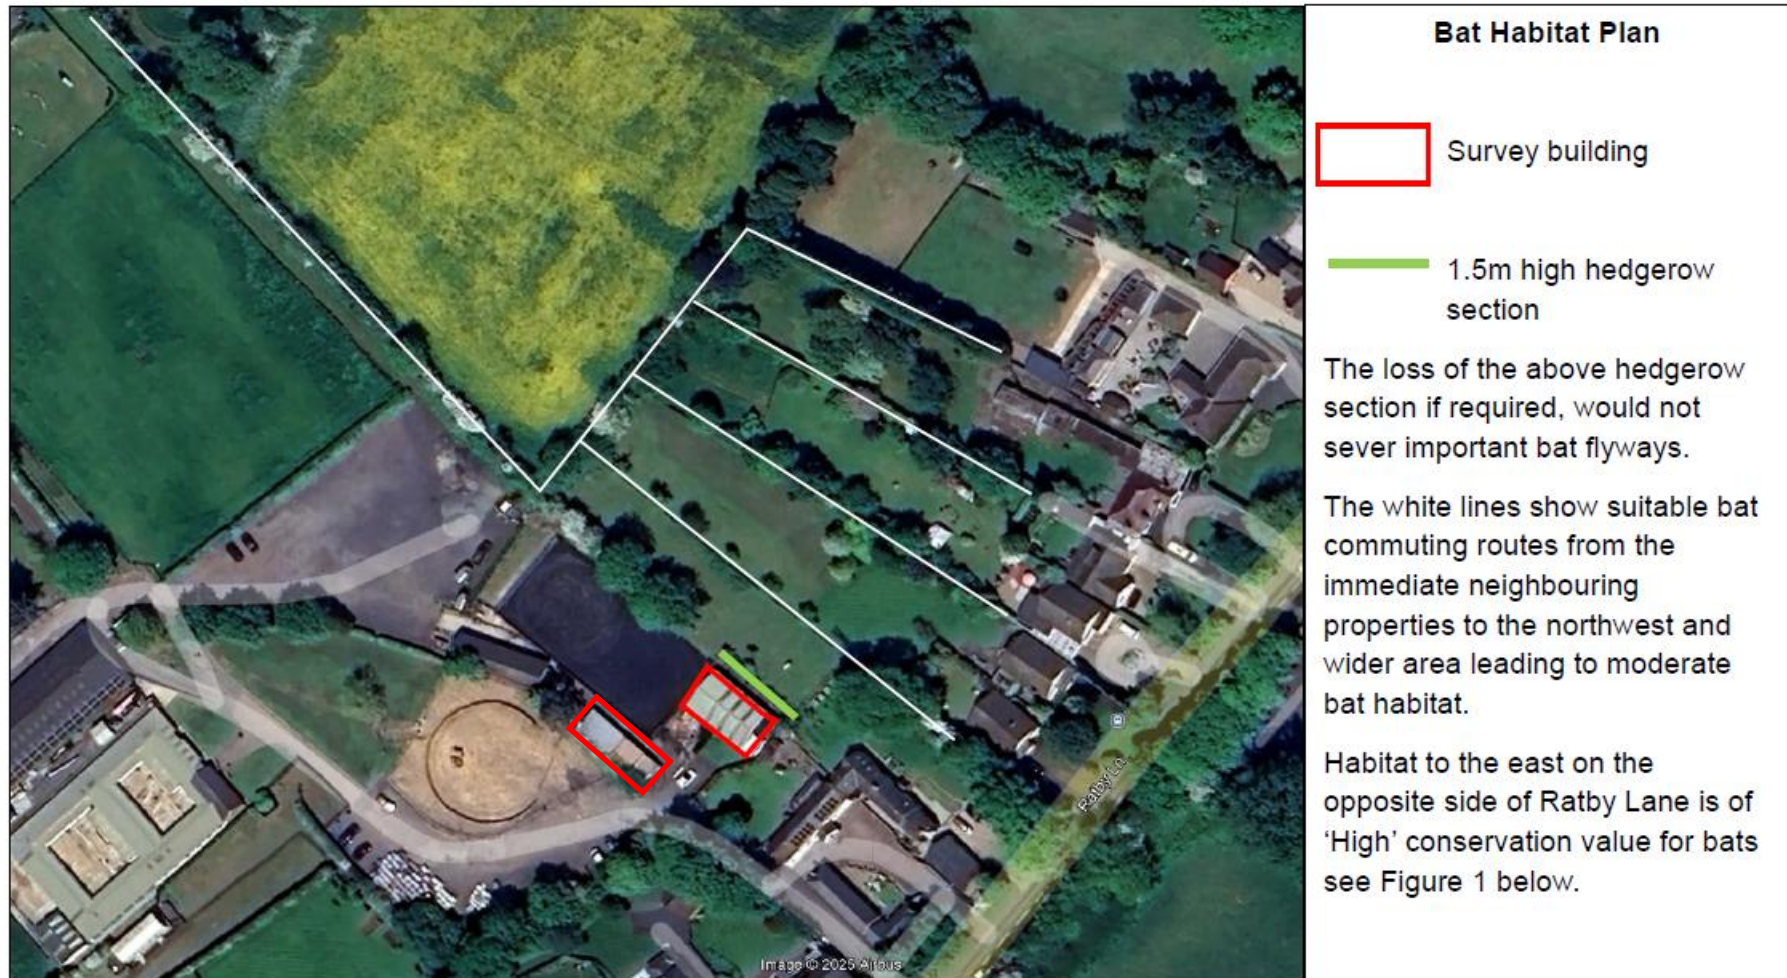 Bat Habitat Plan
Survey building
1.5m high hedgerow
section
The loss of the above hedgerow
section if required, would not
sever important bat flyways.
The white lines show suitable bat
commuting routes from the
immediate neighbouring
properties to the northwest and
wider area leading to moderate
bat habitat.
Habitat to the east on the
opposite side of Ratby Lane is of
‘High’ conservation value for bats
see Figure 1 below.
Ratby Ln
Image © 2025 Airbus